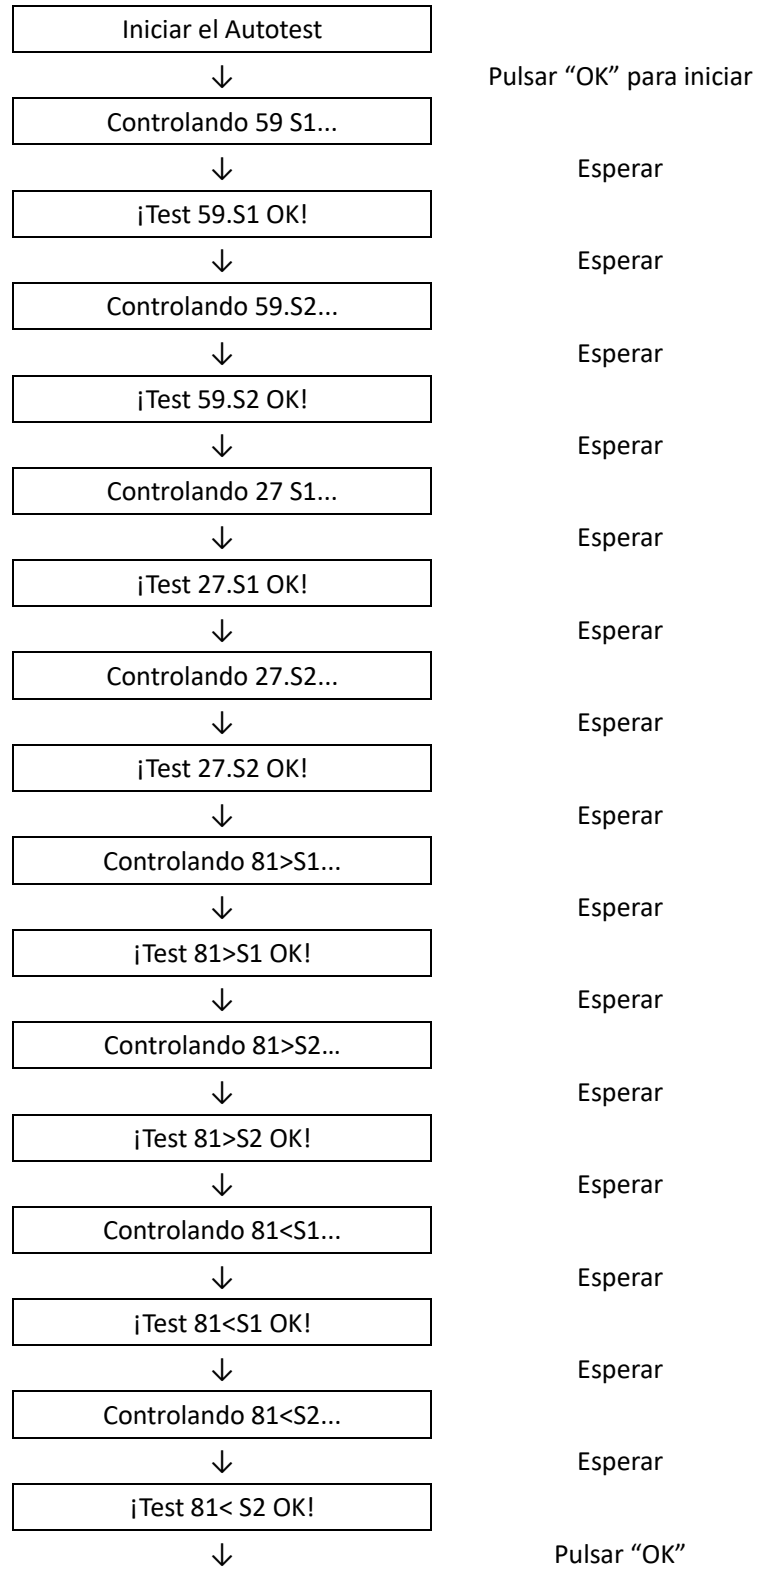 Iniciar el Autotest
↓ Pulsar “OK” para iniciar
Controlando 59 S1...
↓ Esperar
¡Test 59.S1 OK!
↓ Esperar
Controlando 59.S2...
↓ Esperar
¡Test 59.S2 OK!
↓ Esperar
Controlando 27 S1...
↓ Esperar
¡Test 27.S1 OK!
↓ Esperar
Controlando 27.S2...
↓ Esperar
¡Test 27.S2 OK!
↓ Esperar
Controlando 81>S1...
↓ Esperar
¡Test 81>S1 OK!
↓ Esperar
Controlando 81>S2...
↓ Esperar
¡Test 81>S2 OK!
↓ Esperar
Controlando 81<S1...
↓ Esperar
¡Test 81<S1 OK!
↓ Esperar
Controlando 81<S2...
↓ Esperar
¡Test 81< S2 OK!
↓ Pulsar “OK”